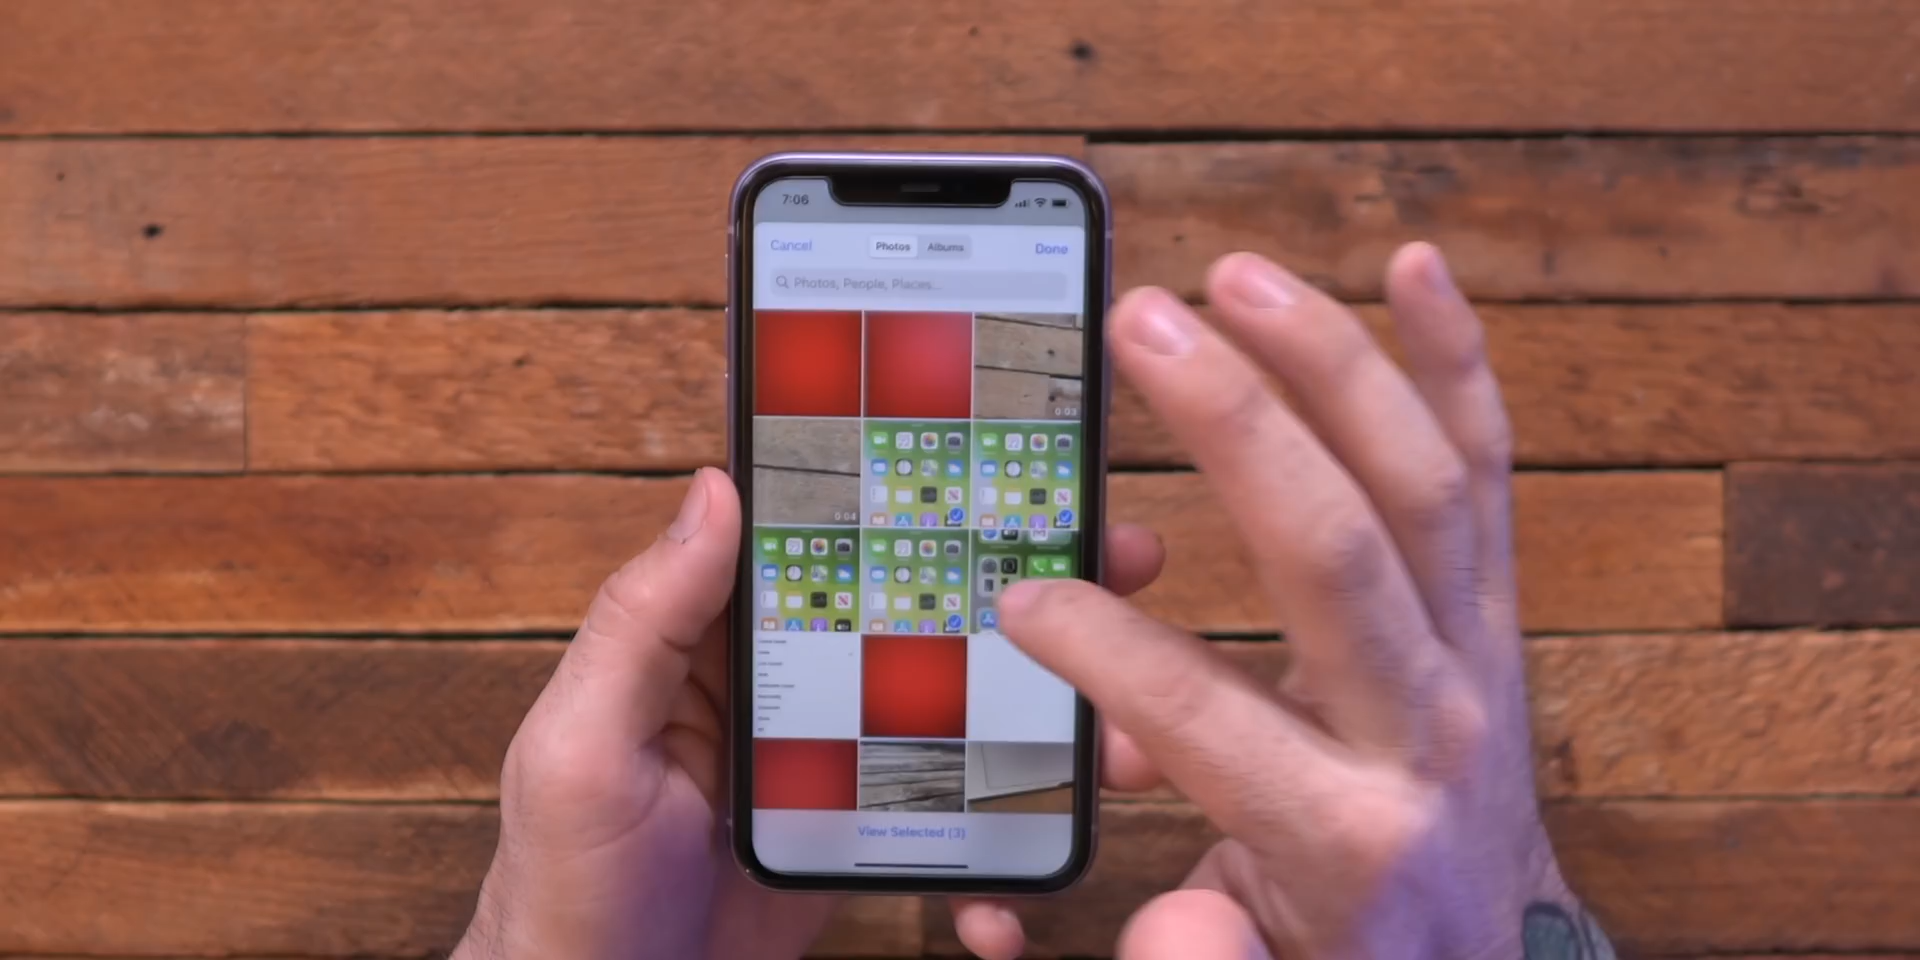 7:06
Cancel
Photos
Albums
Done
Photos, People, Places...
0:03
0:04
View Selected (3)